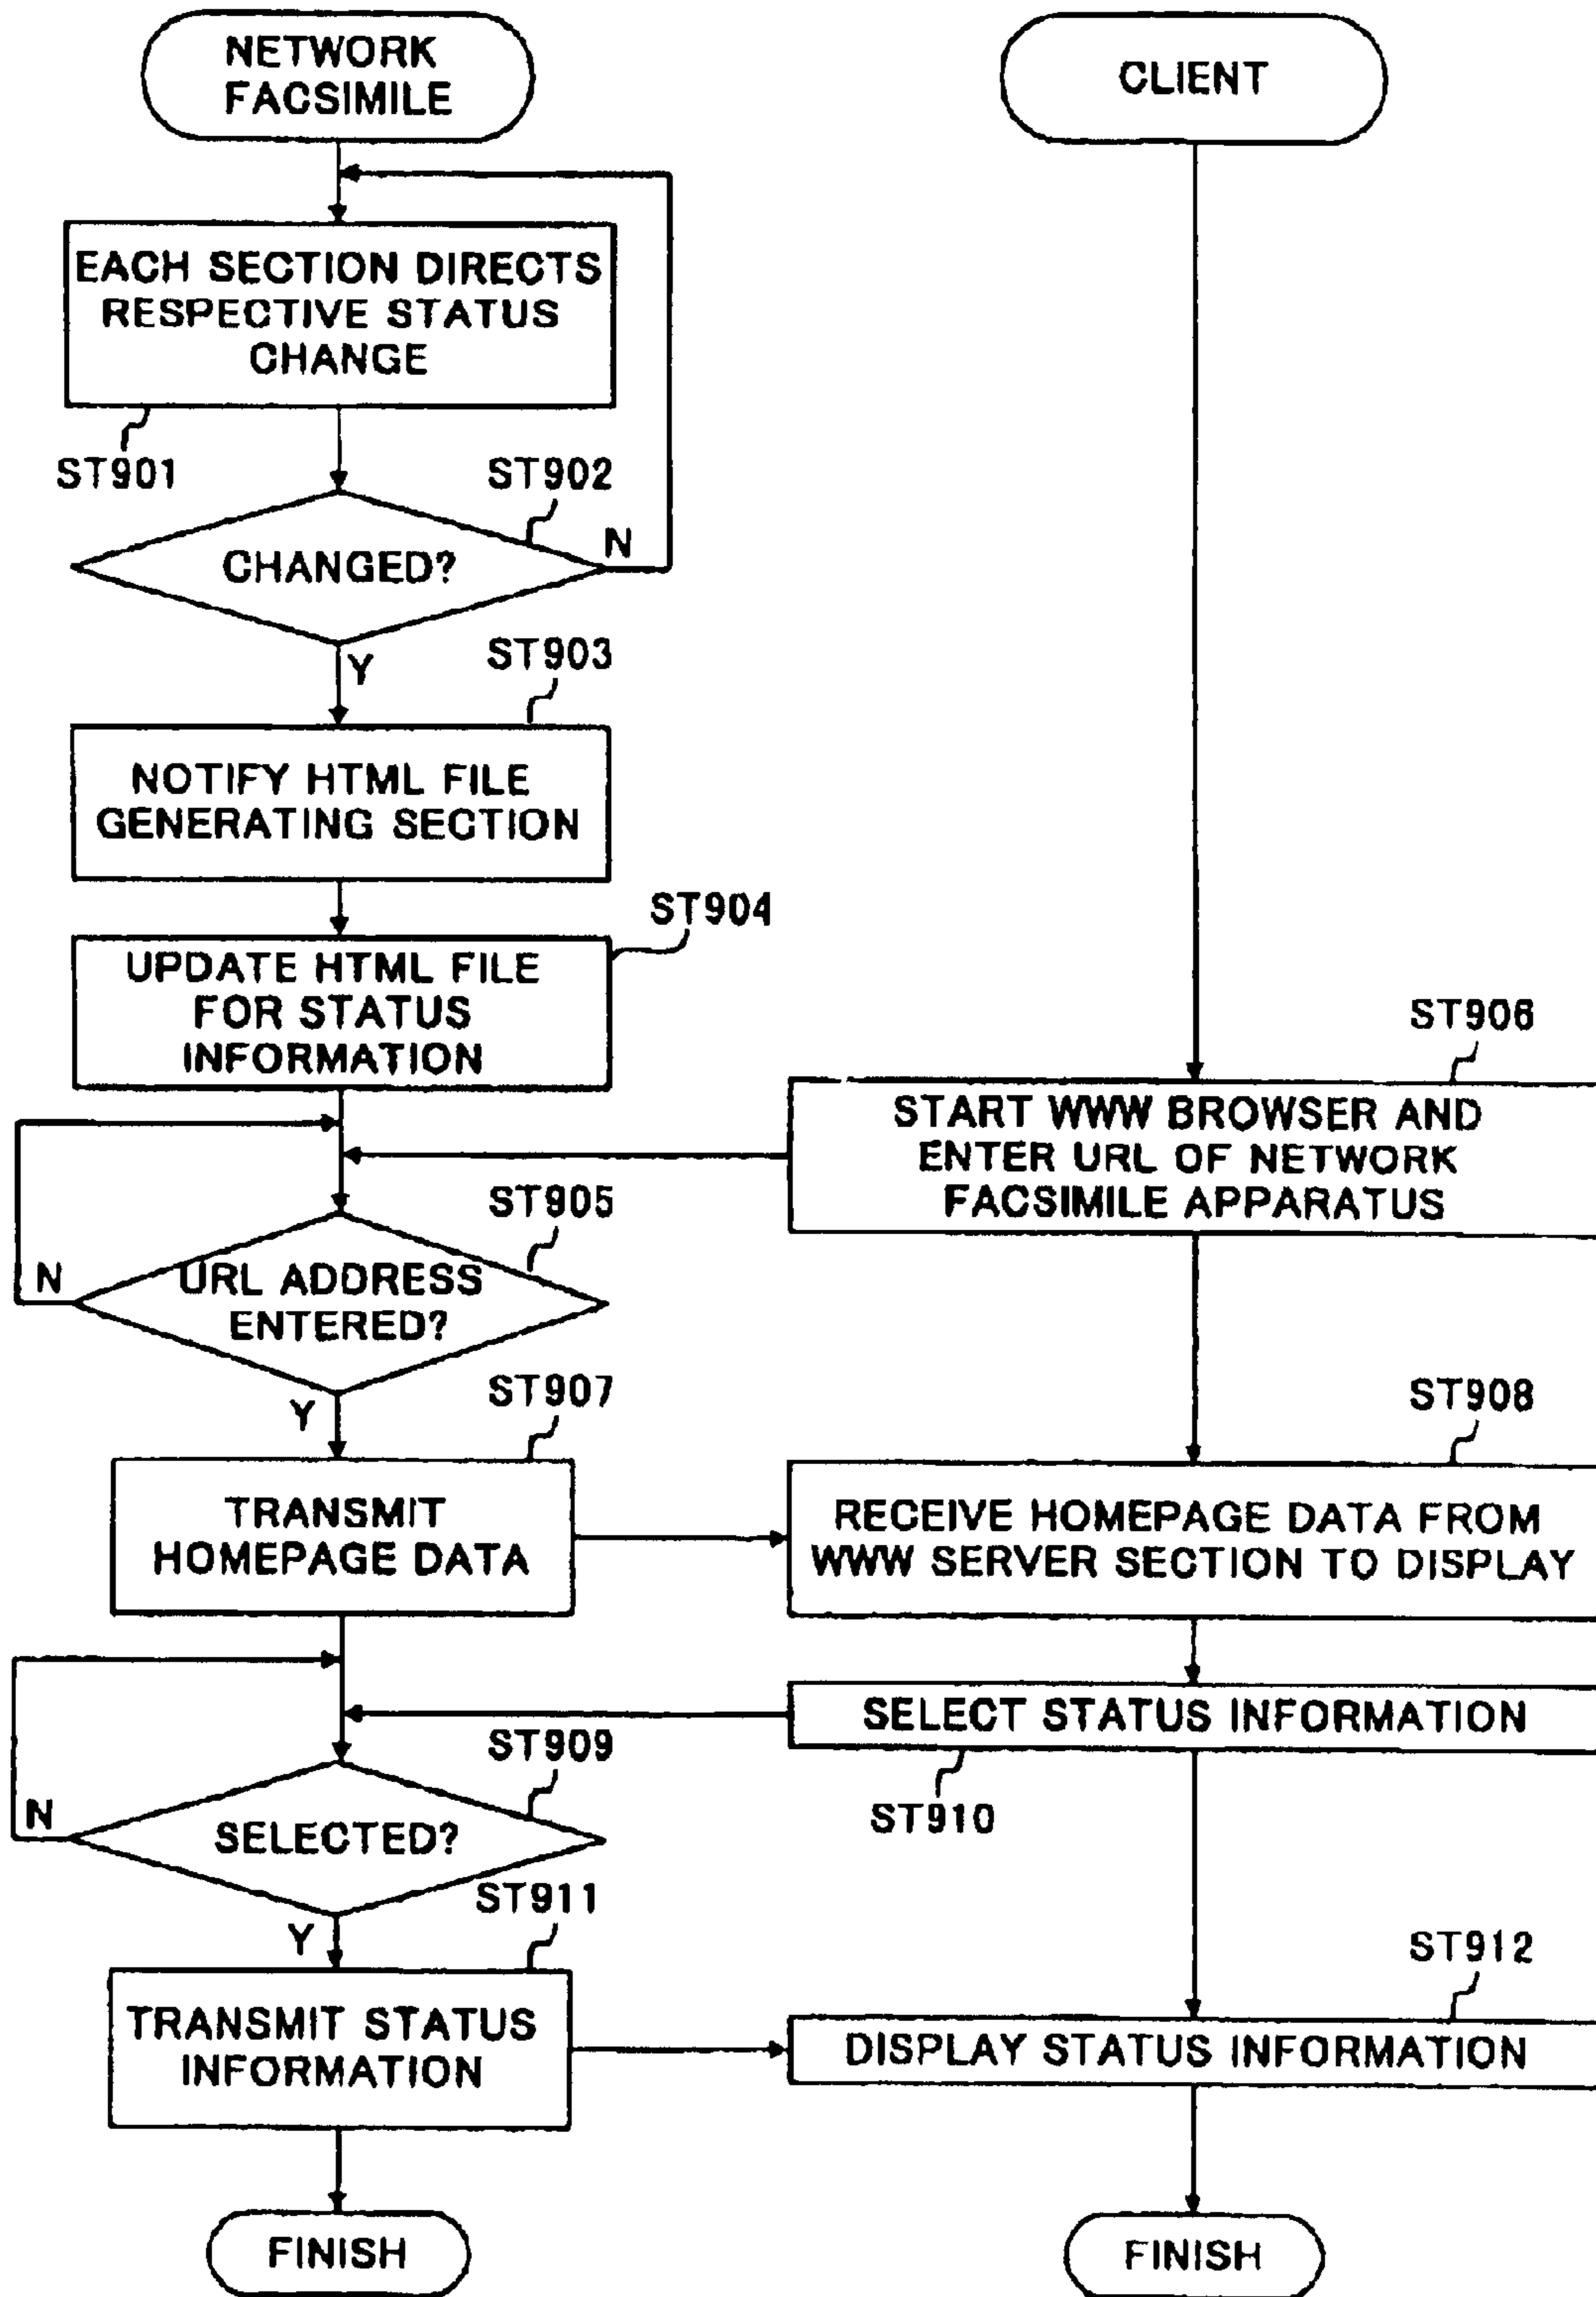 NETWORK
FACSIMILE
CLIENT
EACH SECTION DIRECTS
RESPECTIVE STATUS
CHANGE
ST901
ST902
CHANGED?
N
Y
ST903
NOTIFY HTML FILE
GENERATING SECTION
ST904
UPDATE HTML FILE
FOR STATUS
INFORMATION
ST906
START WWW BROWSER AND
ENTER URL OF NETWORK
FACSIMILE APPARATUS
ST905
N
URL ADDRESS
ENTERED?
Y
ST907
ST908
TRANSMIT
HOMEPAGE DATA
RECEIVE HOMEPAGE DATA FROM
WWW SERVER SECTION TO DISPLAY
SELECT STATUS INFORMATION
ST910
ST909
N
SELECTED?
Y
ST911
ST912
TRANSMIT STATUS
INFORMATION
DISPLAY STATUS INFORMATION
FINISH
FINISH